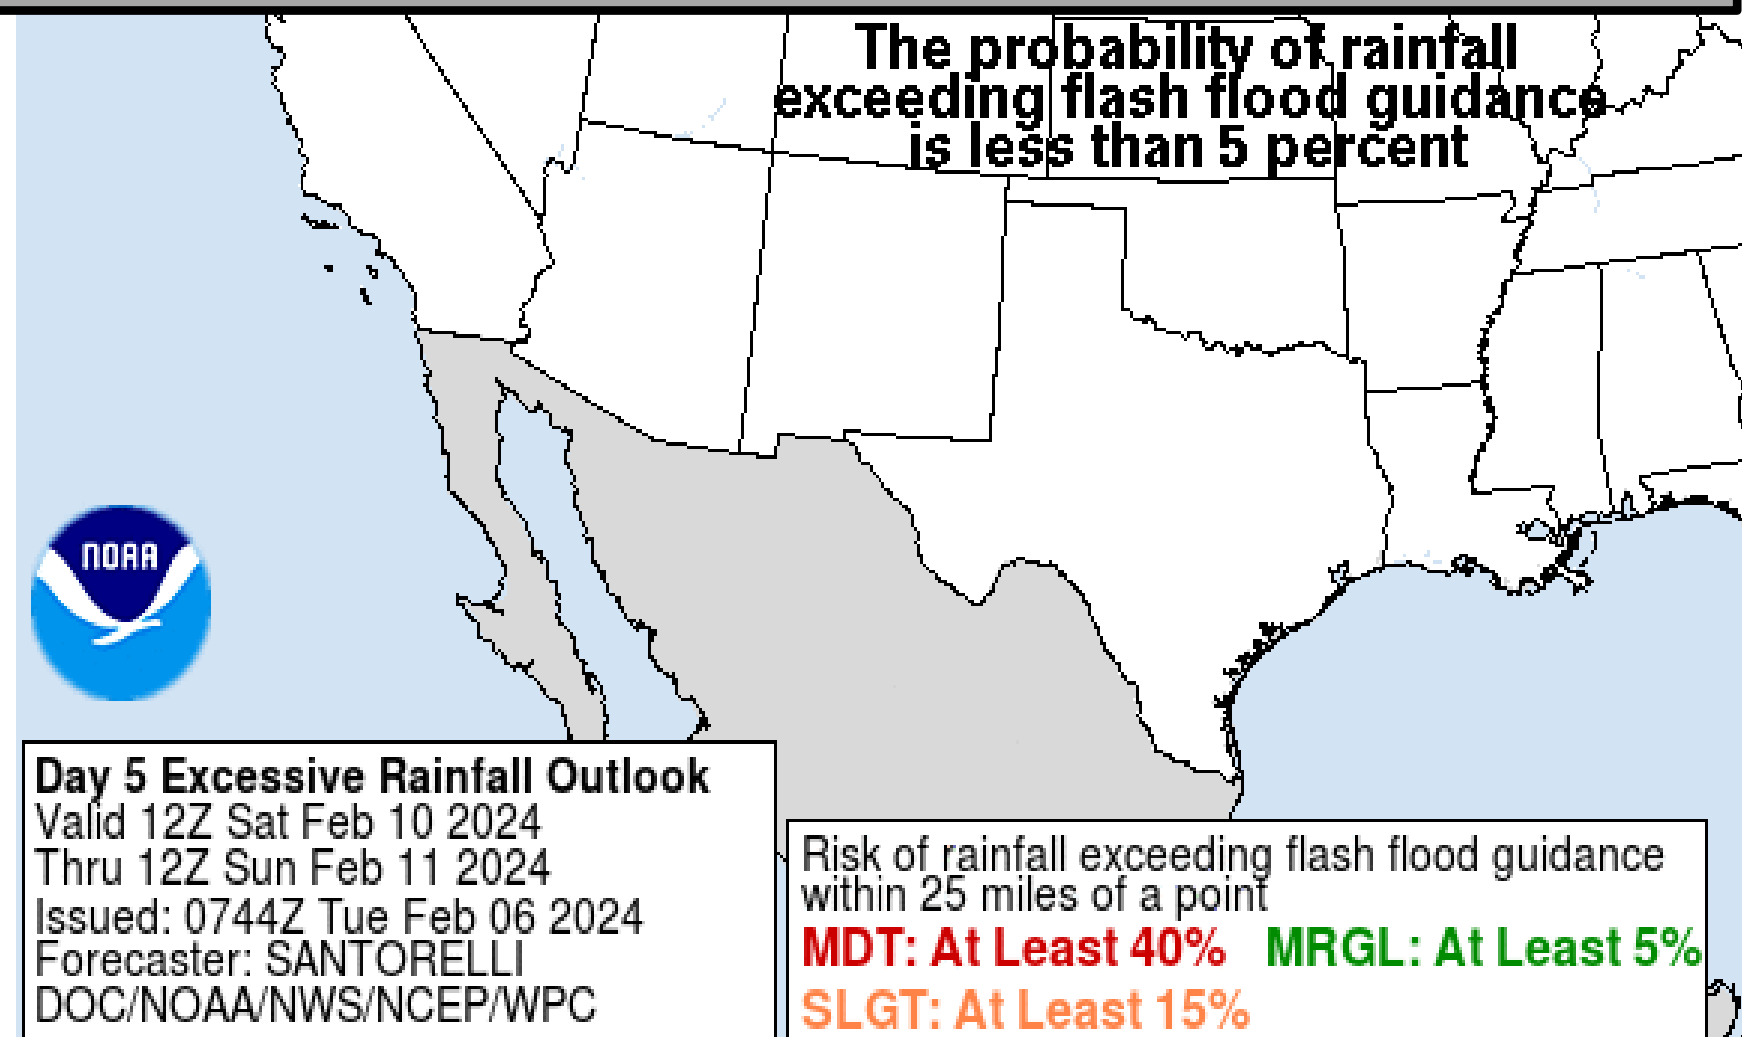 The probability of rainfall
exceeding flash flood guidance
is less than 5 percent
NOAA
Day 5 Excessive Rainfall Outlook
Valid 12Z Sat Feb 10 2024
Thru 12Z Sun Feb 11 2024
Issued: 0744Z Tue Feb 06 2024
Forecaster: SANTORELLI
DOC/NOAA/NWS/NCEP/WPC
Risk of rainfall exceeding flash flood guidance
within 25 miles of a point
MDT: At Least 40% MRGL: At Least 5%
SLGT: At Least 15%